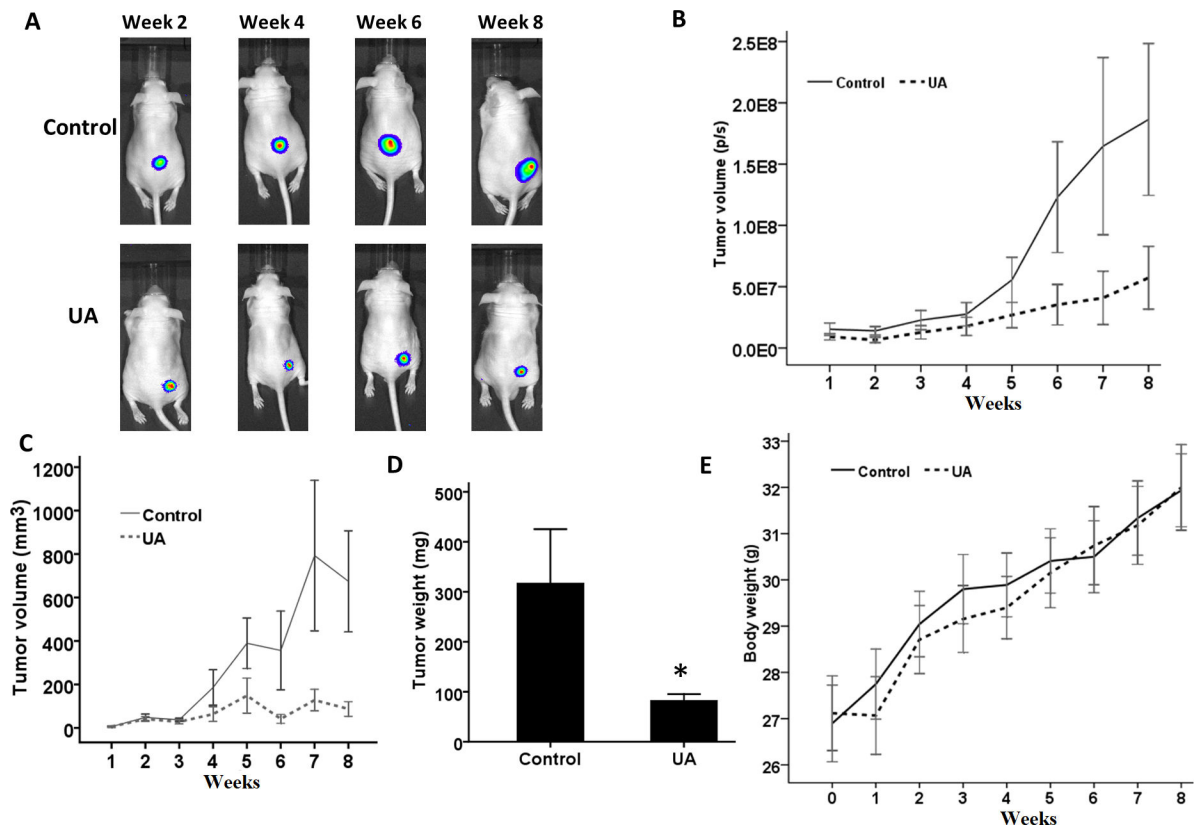 A
Week 2 Week 4 Week 6 Week 8
Control
UA
B
2.5E8
2.0E8
1.5E8
1.0E8
5.0E7
0.0E0
Tumor volume (p/s)
Control UA
1 2 3 4 5 6 7 8
Weeks
C
1200
1000
800
600
400
200
0
Tumor volume (mm3)
Control
UA
1 2 3 4 5 6 7 8
Weeks
D
500
400
300
200
100
0
Tumor weight (mg)
*
Control UA
E
33
32
31
30
29
28
27
26
Body weight (g)
Control UA
0 1 2 3 4 5 6 7 8
Weeks